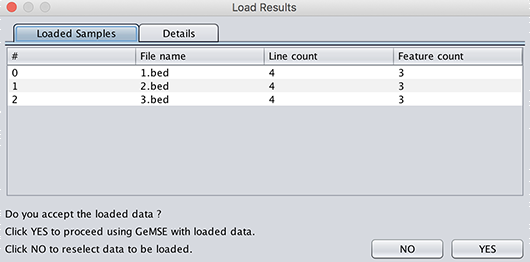 Load Results
Loaded Samples Details
# File name Line count Feature count
0 1.bed 4 3
1 2.bed 4 3
2 3.bed 4 3
Do you accept the loaded data ?
Click YES to proceed using GeMSE with loaded data.
Click NO to reselect data to be loaded.
NO YES